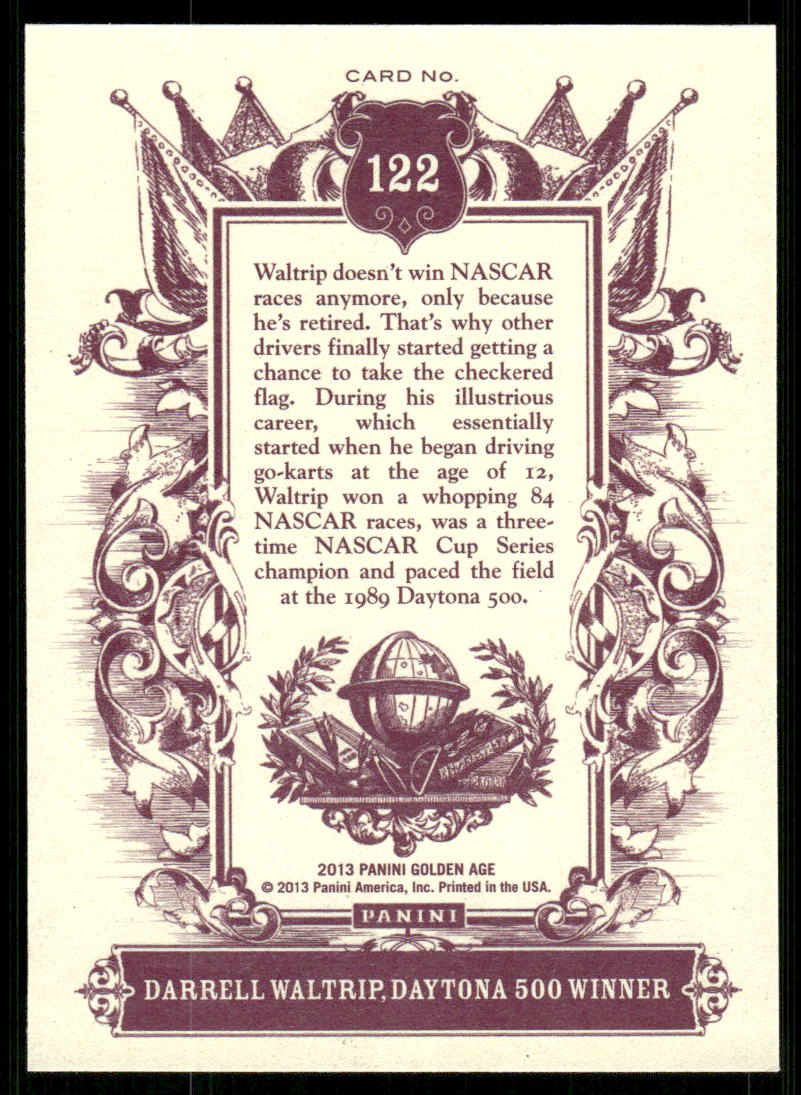 CARD No.
122
Waltrip doesn't win NASCAR
races anymore, only because
he's retired. That's why other
drivers finally started getting a
chance to take the checkered
flag. During his illustrious
career, which essentially
started when he began driving
go-karts at the age of 12,
Waltrip won a whopping 84
NASCAR races, was a three-
time NASCAR Cup Series
champion and paced the field
at the 1989 Daytona 500.
2013 PANINI GOLDEN AGE
© 2013 Panini America, Inc. Printed in the USA.
PANINI
DARRELL WALTRIP, DAYTONA 500 WINNER